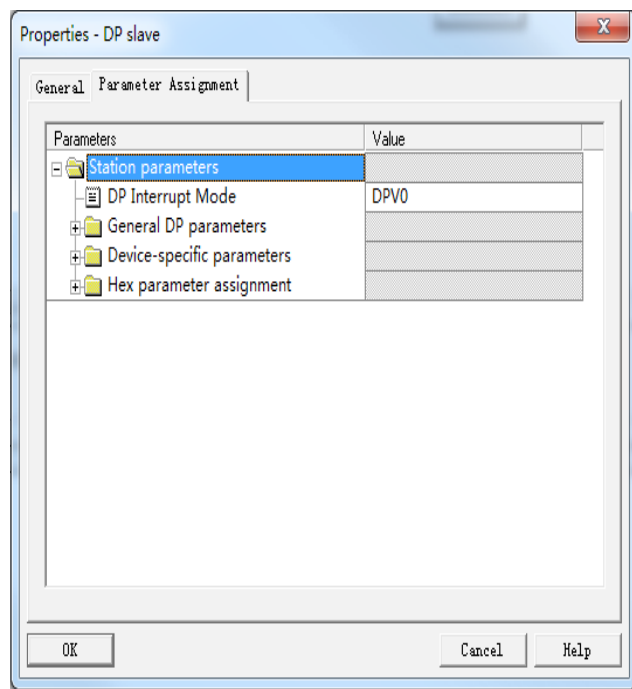 Properties - DP slave
X
General Parameter Assignment
Parameters Value
Station parameters
DP Interrupt Mode DPV0
General DP parameters
Device-specific parameters
Hex parameter assignment
OK Cancel Help